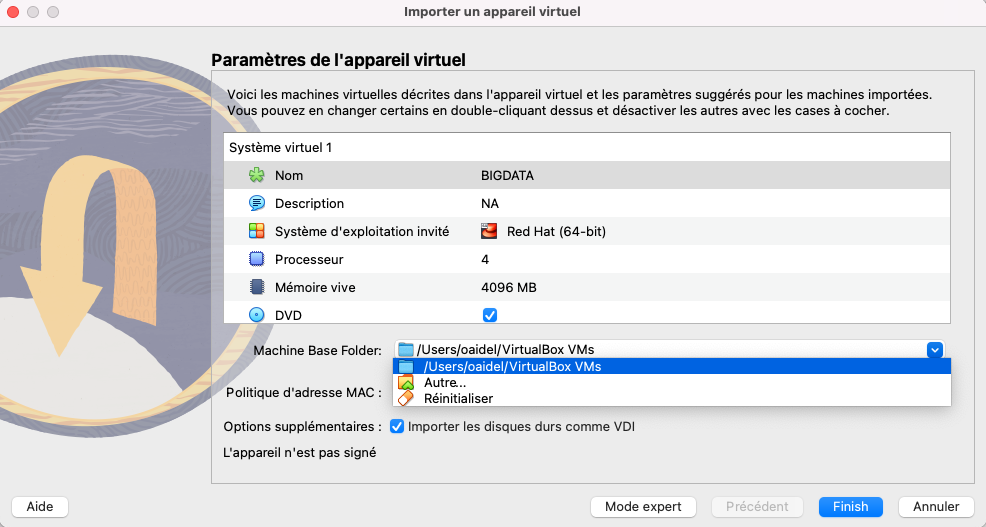 Importer un appareil virtuel
Paramètres de l'appareil virtuel
Voici les machines virtuelles décrites dans l'appareil virtuel et les paramètres suggérés pour les machines importées.
Vous pouvez en changer certains en double-cliquant dessus et désactiver les autres avec les cases à cocher.
Système virtuel 1
Nom BIGDATA
Description NA
Système d'exploitation invité Red Hat (64-bit)
Processeur 4
Mémoire vive 4096 MB
DVD
Machine Base Folder: /Users/oaidel/VirtualBox VMs
/Users/oaidel/VirtualBox VMs
Autre...
Politique d'adresse MAC :
Réinitialiser
Options supplémentaires : Importer les disques durs comme VDI
L'appareil n'est pas signé
Aide Mode expert Précédent Finish Annuler